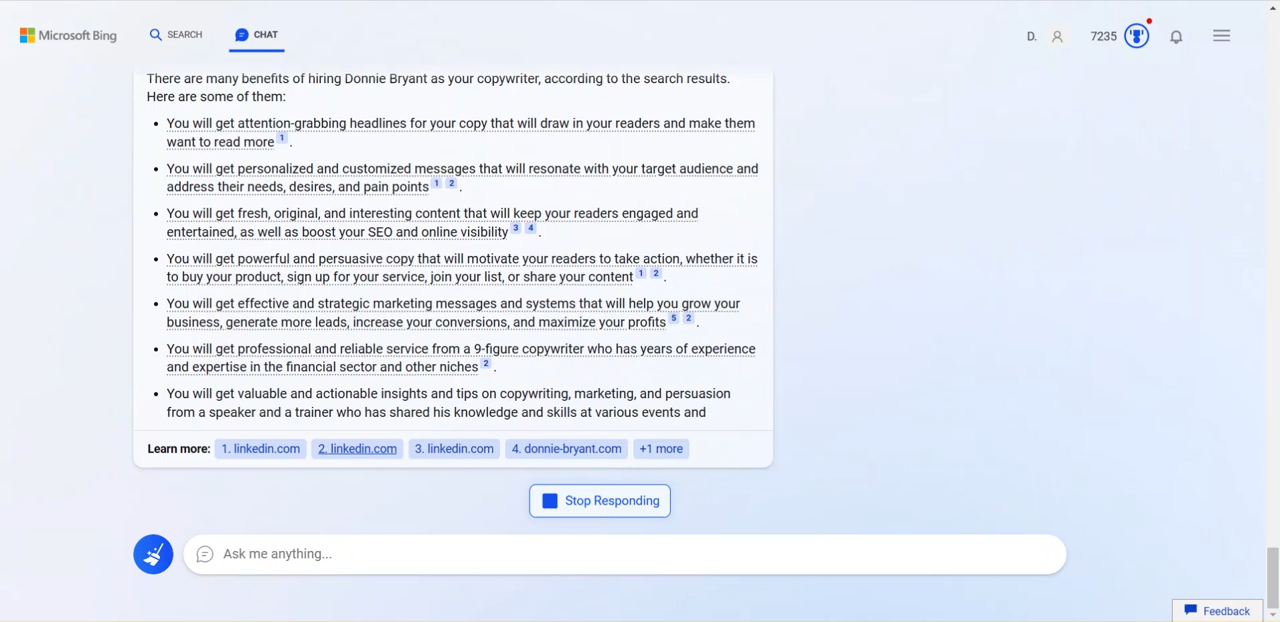 Microsoft Bing SEARCH CHAT D. 7235
There are many benefits of hiring Donnie Bryant as your copywriter, according to the search results.
Here are some of them:
• You will get attention-grabbing headlines for your copy that will draw in your readers and make them
want to read more 1 .
• You will get personalized and customized messages that will resonate with your target audience and
address their needs, desires, and pain points 1 2 .
• You will get fresh, original, and interesting content that will keep your readers engaged and
entertained, as well as boost your SEO and online visibility 3 4 .
• You will get powerful and persuasive copy that will motivate your readers to take action, whether it is
to buy your product, sign up for your service, join your list, or share your content 1 2 .
• You will get effective and strategic marketing messages and systems that will help you grow your
business, generate more leads, increase your conversions, and maximize your profits 5 2 .
• You will get professional and reliable service from a 9-figure copywriter who has years of experience
and expertise in the financial sector and other niches 2 .
• You will get valuable and actionable insights and tips on copywriting, marketing, and persuasion
from a speaker and a trainer who has shared his knowledge and skills at various events and
Learn more: 1. linkedin.com 2. linkedin.com 3. linkedin.com 4. donnie-bryant.com +1 more
Stop Responding
Ask me anything...
Feedback